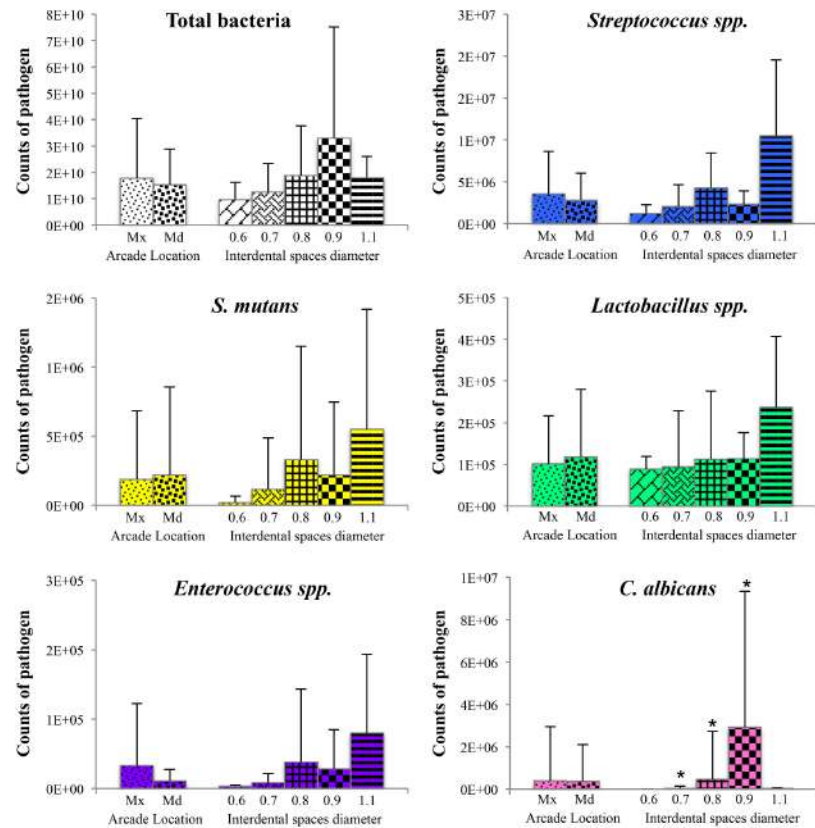 Total bacteria
Counts of pathogen
8E+10
7E+10
6E+10
5E+10
4E+10
3E+10
2E+10
1E+10
0E+00
Mx Md 0.6 0.7 0.8 0.9 1.1
Arcade Location Interdental spaces diameter
Streptococcus spp.
Counts of pathogen
3E+07
2E+07
2E+07
1E+07
5E+06
0E+00
Mx Md 0.6 0.7 0.8 0.9 1.1
Arcade Location Interdental spaces diameter
S. mutans
Counts of pathogen
2E+06
1E+06
5E+05
0E+00
Mx Md 0.6 0.7 0.8 0.9 1.1
Arcade Location Interdental spaces diameter
Lactobacillus spp.
Counts of pathogen
5E+05
4E+05
3E+05
2E+05
1E+05
0E+00
Mx Md 0.6 0.7 0.8 0.9 1.1
Arcade Location Interdental spaces diameter
Enterococcus spp.
Counts of pathogen
3E+05
2E+05
1E+05
0E+00
Mx Md 0.6 0.7 0.8 0.9 1.1
Arcade Location Interdental spaces diameter
C. albicans
Counts of pathogen
1E+07
8E+06
6E+06
4E+06
2E+06
0E+00
* * *
Mx Md 0.6 0.7 0.8 0.9 1.1
Arcade Location Interdental spaces diameter